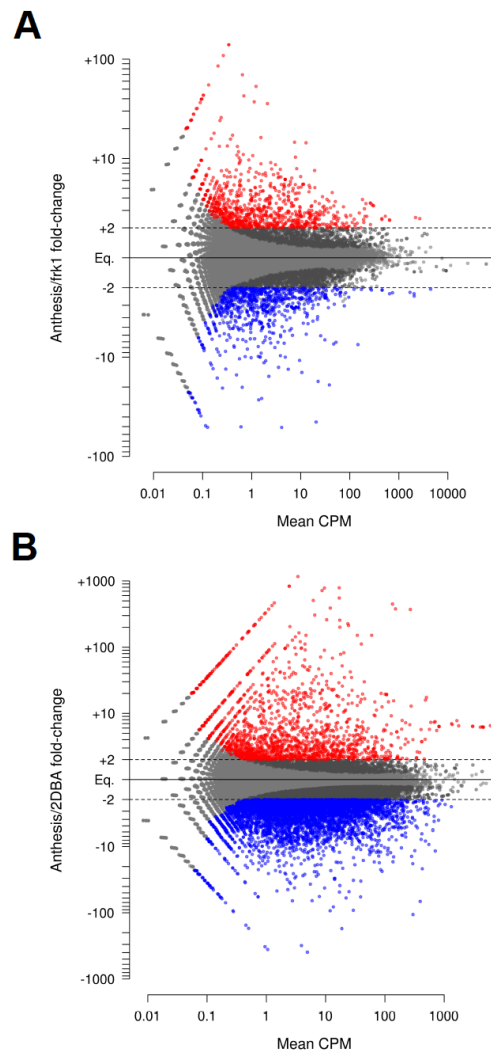 A
+100
+10
+2
Eq.
-2
-10
-100
Anthesis/frk1 fold-change
0.01 0.1 1 10 100 1000 10000
Mean CPM
B
+1000
+100
+10
+2
Eq.
-2
-10
-100
-1000
Anthesis/2DBA fold-change
0.01 0.1 1 10 100 1000
Mean CPM